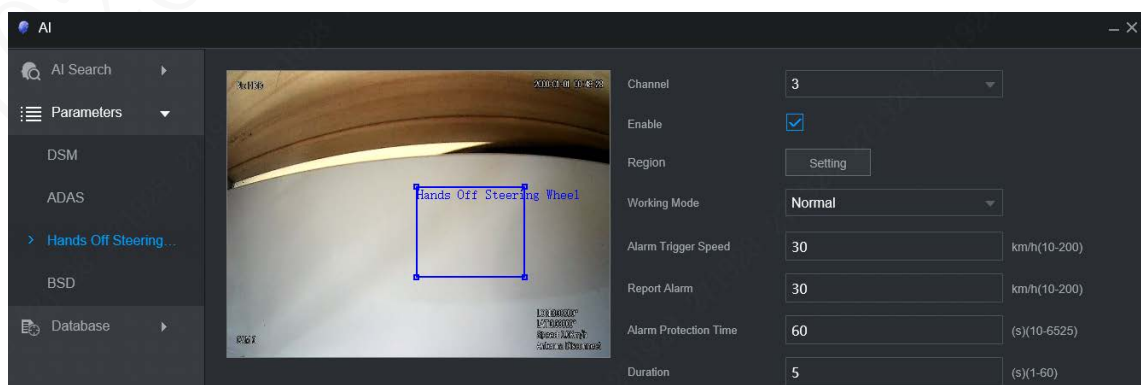 AI
AI Search
Parameters
DSM
ADAS
Hands Off Steering...
BSD
Database
Hands Off Steering Wheel
Channel 3
Enable
Region Setting
Working Mode Normal
Alarm Trigger Speed 30 km/h(10-200)
Report Alarm 30 km/h(10-200)
Alarm Protection Time 60 (s)(10-6525)
Duration 5 (s)(1-60)